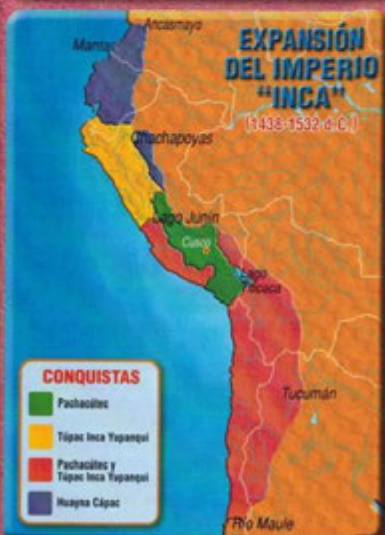 EXPANSIÓN
DEL IMPERIO
"INCA"
(1438-1532 d.C.)
Ancasmayo
Manta
Chachapoyas
Lago Junín
Cusco
Lago
Titicaca
Tucumán
Río Maule
CONQUISTAS
Pachacútec
Túpac Inca Yupanqui
Pachacútec y
Túpac Inca Yupanqui
Huayna Cápac